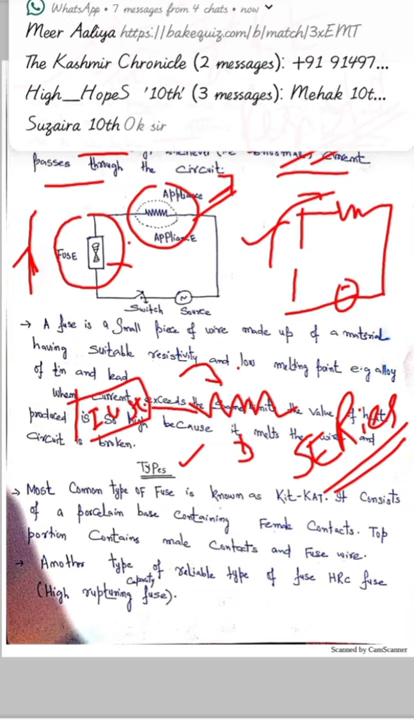 WhatsApp • 7 messages from 4 chats • now
Meer Aaliya https://bakequiz.com/b/match/3xEMT
The Kashmir Chronicle (2 messages): +91 91497...
High_HopeS '10th' (3 messages): Mehak 10t...
Suzaira 10th Ok sir
passes through the circuit
Appliance
FUSE
APPliANCE
Switch Source
→ A fuse is a Small piece of wire made up of a material
having suitable resistivity and low melting point e.g alloy
of tin and lead
When current exceeds the the value of heat
produced is so high because it melts the wire and
Circuit is broken.
SERies
TYPes
→ Most Comon type of Fuse is known as Kit-KAT. It Consists
of a porcelain base Containing Female Contacts. Top
portion Contains male Contacts and Fuse wire.
→ Another type of reliable type of fuse HRC fuse
(High rupturing capacity fuse).
Scanned by CamScanner